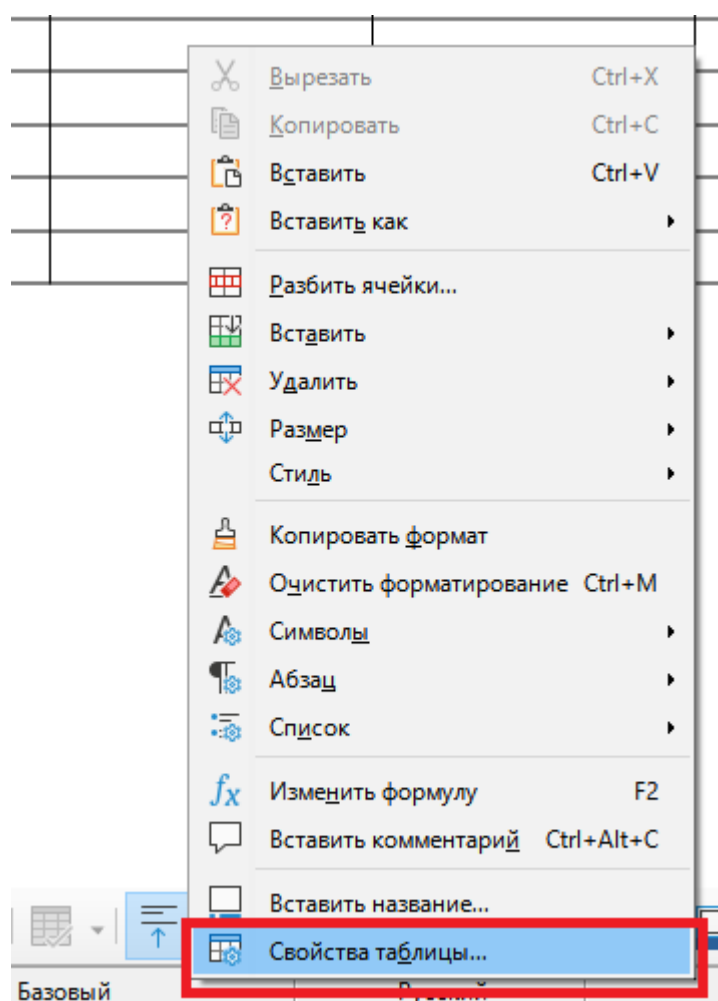 Вырезать Ctrl+X
Копировать Ctrl+C
Вставить Ctrl+V
Вставить как
Разбить ячейки...
Вставить
Удалить
Размер
Стиль
Копировать формат
Очистить форматирование Ctrl+M
Символы
Абзац
Список
Изменить формулу F2
Вставить комментарий Ctrl+Alt+C
Вставить название...
Свойства таблицы...
Базовый